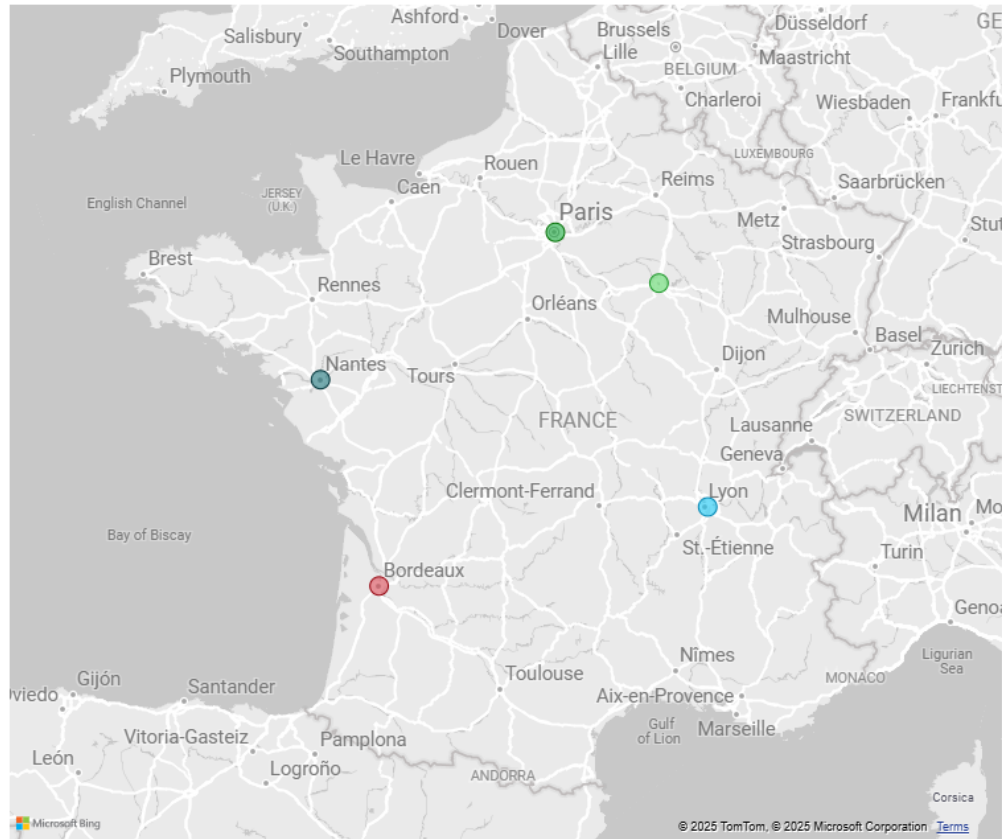 Ashford
Dover
Brussels
Düsseldorf
GE
Salisbury
Southampton
Lille
Maastricht
BELGIUM
Plymouth
Charleroi
Wiesbaden
Frankfu
Le Havre
Rouen
LUXEMBOURG
Caen
Reims
Saarbrücken
JERSEY
(U.K.)
English Channel
Paris
Metz
Stut
Strasbourg
Brest
Rennes
Orléans
Mulhouse
Basel
Zurich
Nantes
Tours
Dijon
LIECHTENST
FRANCE
SWITZERLAND
Lausanne
Geneva
Clermont-Ferrand
Lyon
Milan
Mo
Bay of Biscay
St.-Étienne
Turin
Bordeaux
Genoa
Nîmes
Ligurian
Sea
Toulouse
MONACO
Gijón
Santander
Aix-en-Provence
viedo
Gulf
of Lion
Marseille
Vitoria-Gasteiz
Pamplona
León
Logroño
ANDORRA
Corsica
Microsoft Bing
© 2025 TomTom, © 2025 Microsoft Corporation Terms